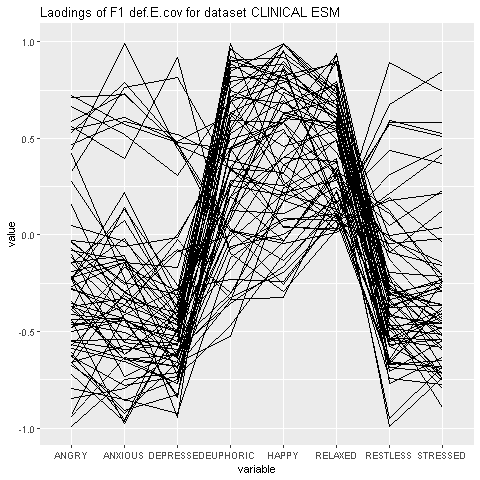 Laodings of F1 def.E.cov for dataset CLINICAL ESM
1.0
0.5
0.0
-0.5
-1.0
value
ANGRY ANXIOUS DEPRESSEDEUPHORIC HAPPY RELAXED RESTLESS STRESSED
variable